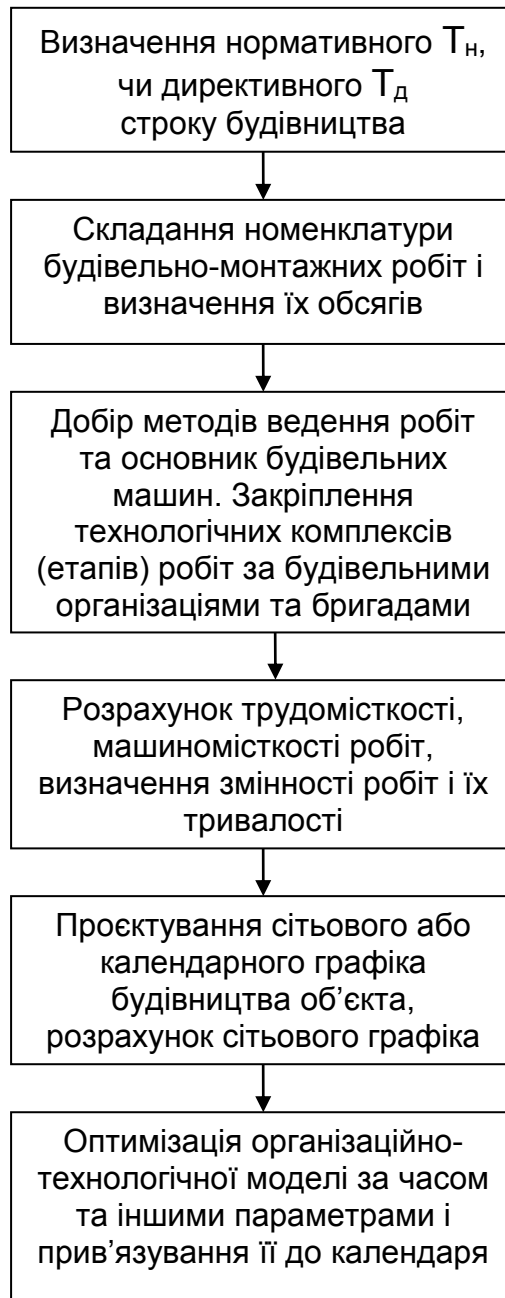 Визначення нормативного Тн,
чи директивного Тд
строку будівництва
Складання номенклатури
будівельно-монтажних робіт і
визначення їх обсягів
Добір методів ведення робіт
та основник будівельних
машин. Закріплення
технологічних комплексів
(етапів) робіт за будівельними
організаціями та бригадами
Розрахунок трудомісткості,
машиномісткості робіт,
визначення змінності робіт і їх
тривалості
Проєктування сітьового або
календарного графіка
будівництва об’єкта,
розрахунок сітьового графіка
Оптимізація організаційно-
технологічної моделі за часом
та іншими параметрами і
прив’язування її до календаря